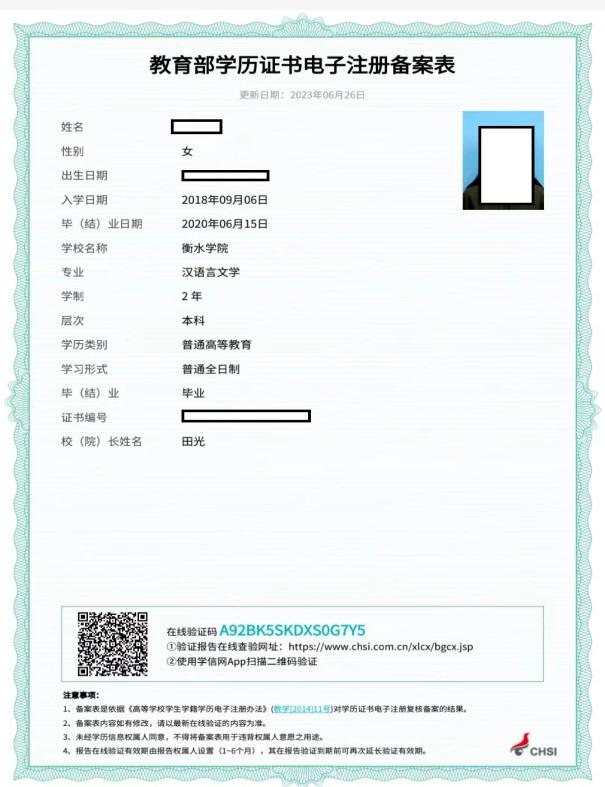 教育部学历证书电子注册备案表
更新日期：2023年06月26日
姓名
性别 女
出生日期
入学日期 2018年09月06日
毕（结）业日期 2020年06月15日
学校名称 衡水学院
专业 汉语言文学
学制 2 年
层次 本科
学历类别 普通高等教育
学习形式 普通全日制
毕（结）业 毕业
证书编号
校（院）长姓名 田光
在线验证码 A92BK5SKDXS0G7Y5
①验证报告在线查验网址：https://www.chsi.com.cn/xlcx/bgcx.jsp
②使用学信网App扫描二维码验证
注意事项：
1、备案表是依据《高等学校学生学籍学历电子注册办法》(教学[2014]11号)对学历证书电子注册复核备案的结果。
2、备案表内容如有修改，请以最新在线验证的内容为准。
3、未经学历信息权属人同意，不得将备案表用于违背权属人意愿之用途。
4、报告在线验证有效期由报告权属人设置（1~6个月），其在报告验证到期前可再次延长验证有效期。
CHSI